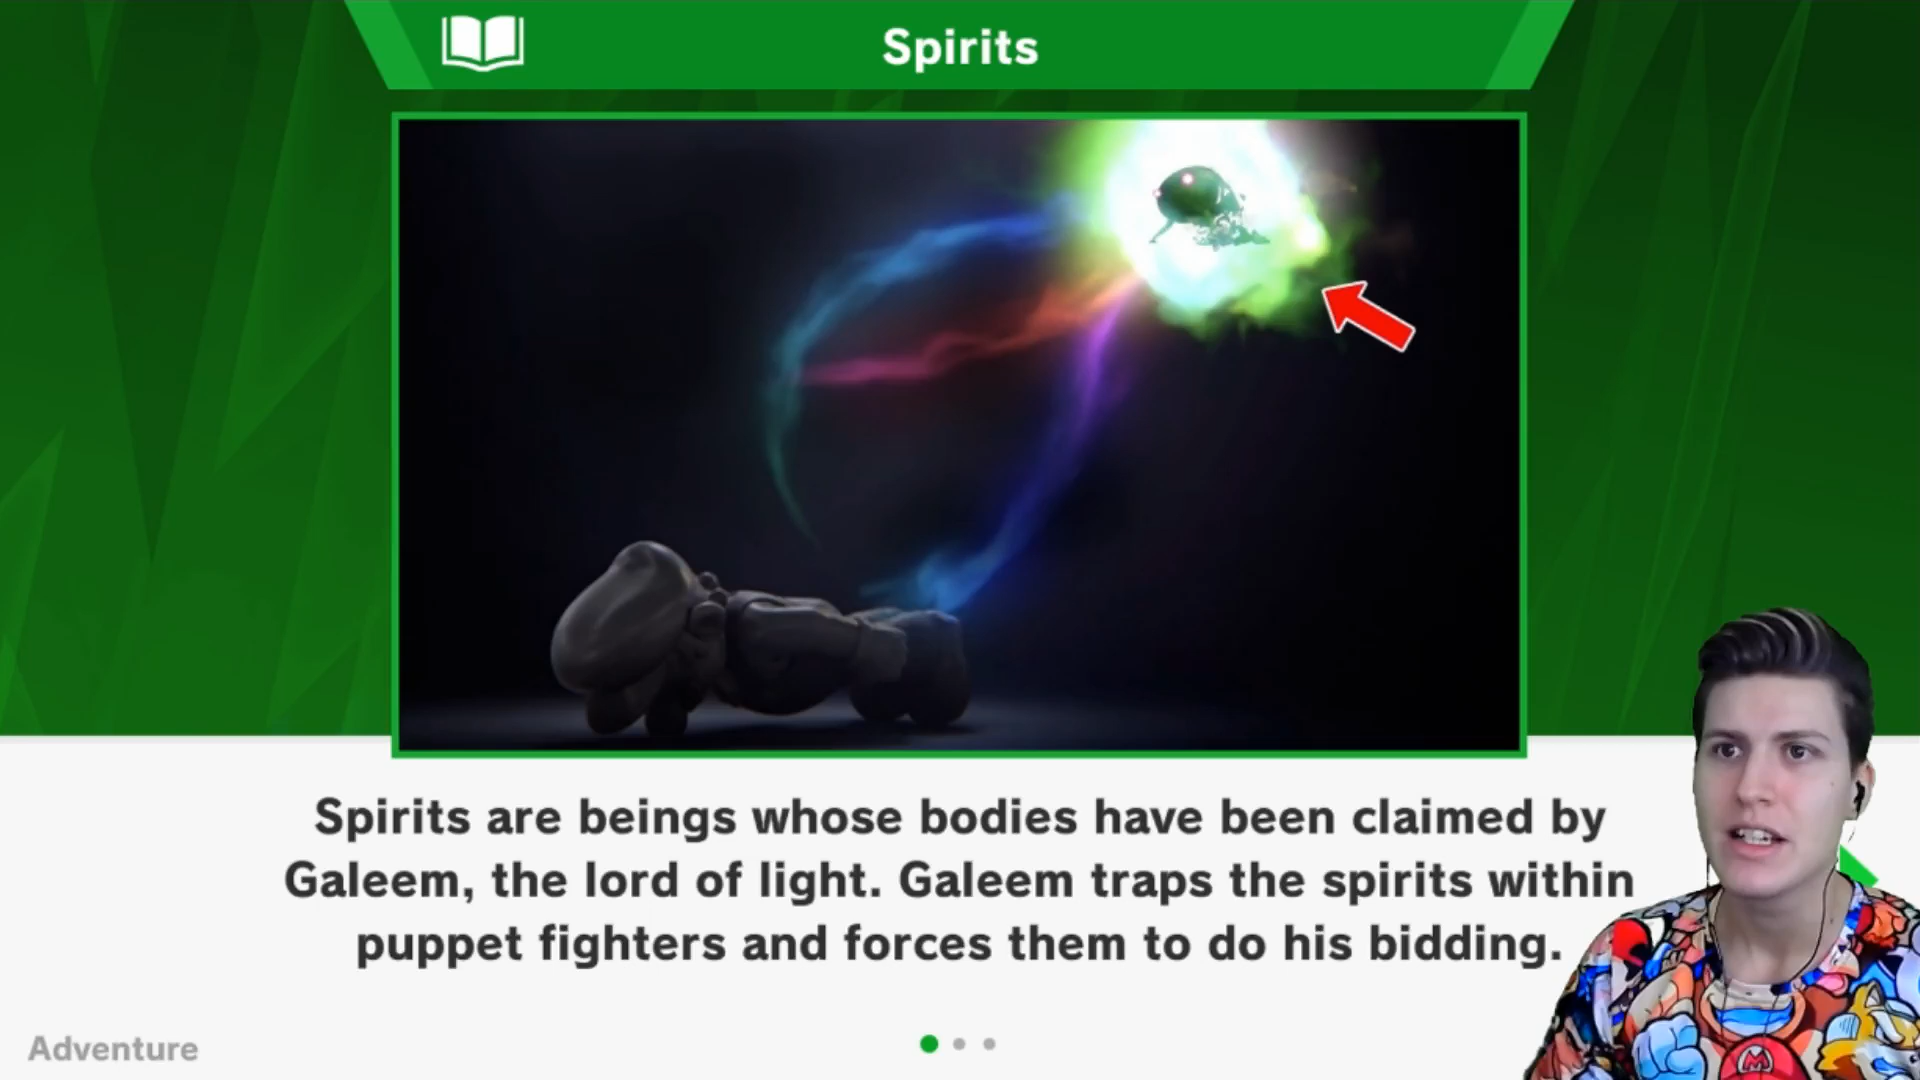 Spirits
Spirits are beings whose bodies have been claimed by
Galeem, the lord of light. Galeem traps the spirits within
puppet fighters and forces them to do his bidding.
Adventure
M